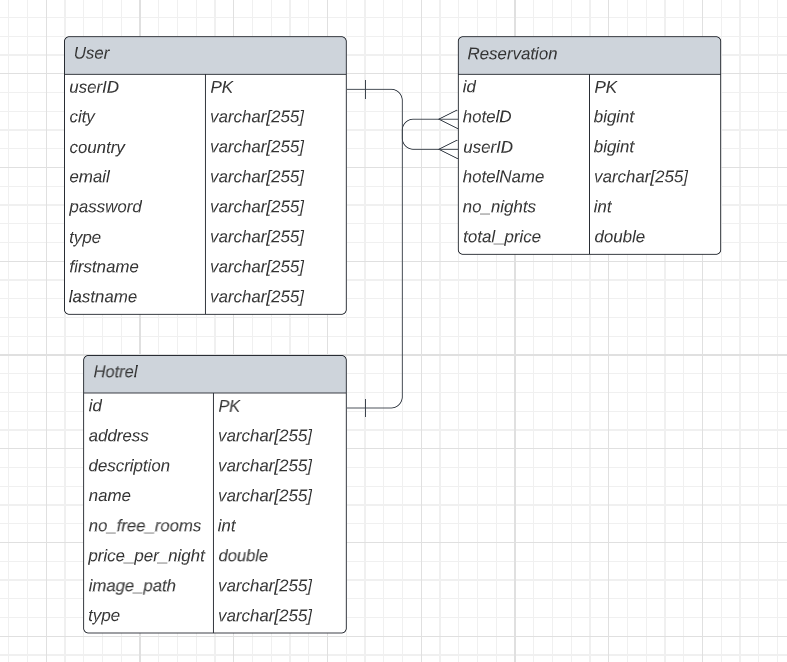 User
userID PK
city varchar[255]
country varchar[255]
email varchar[255]
password varchar[255]
type varchar[255]
firstname varchar[255]
lastname varchar[255]
Reservation
id PK
hotelD bigint
userID bigint
hotelName varchar[255]
no_nights int
total_price double
Hotrel
id PK
address varchar[255]
description varchar[255]
name varchar[255]
no_free_rooms int
price_per_night double
image_path varchar[255]
type varchar[255]